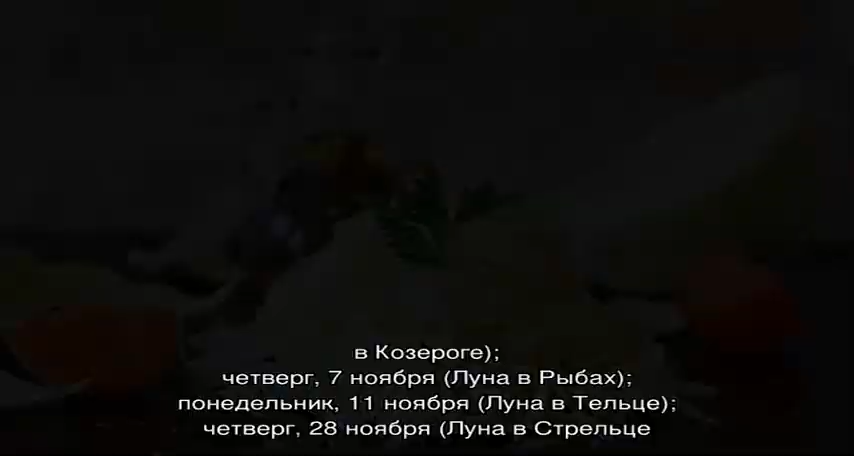 в Козероге);
четверг, 7 ноября (Луна в Рыбах);
понедельник, 11 ноября (Луна в Тельце);
четверг, 28 ноября (Луна в Стрельце